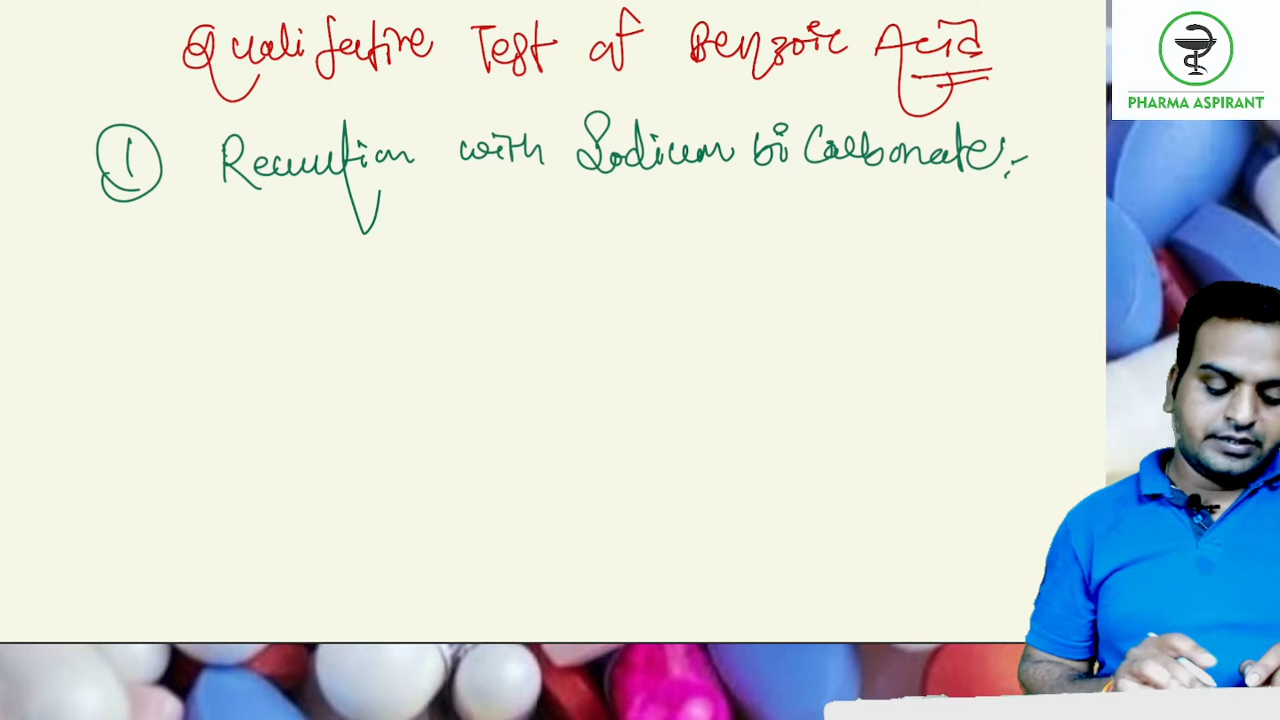 Qualitative Test of Benzoic Acid
① Reaction with Sodium bi Carbonate:-
PHARMA ASPIRANT